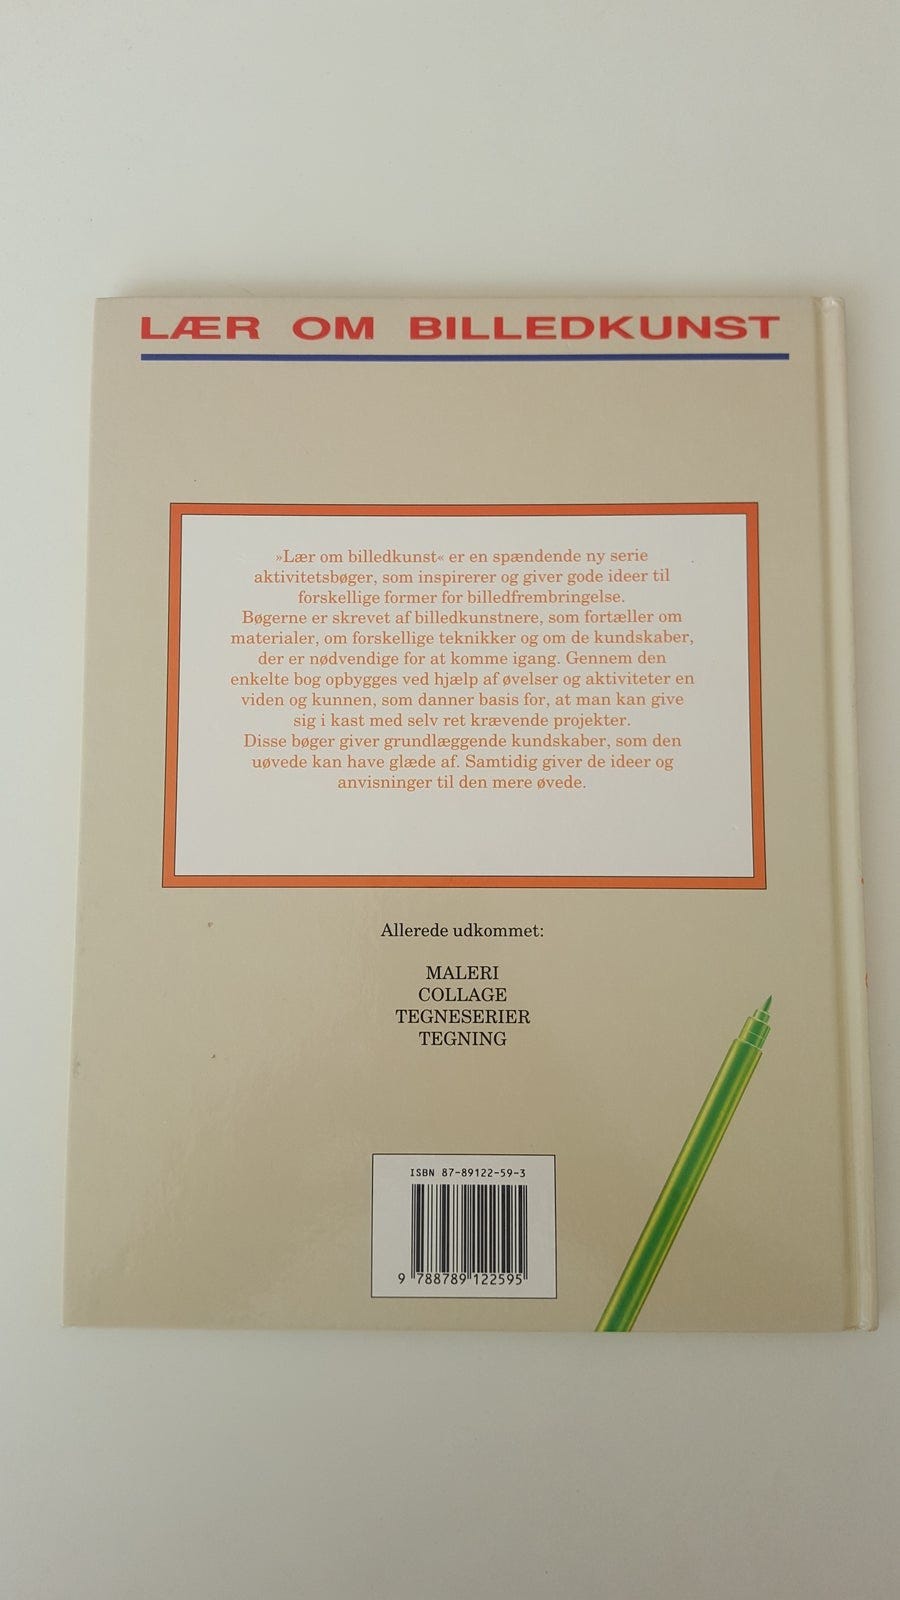 LÆR OM BILLEDKUNST
»Lær om billedkunst« er en spændende ny serie
aktivitetsbøger, som inspirerer og giver gode ideer til
forskellige former for billedfrembringelse.
Bøgerne er skrevet af billedkunstnere, som fortæller om
materialer, om forskellige teknikker og om de kundskaber,
der er nødvendige for at komme igang. Gennem den
enkelte bog opbygges ved hjælp af øvelser og aktiviteter en
viden og kunnen, som danner basis for, at man kan give
sig i kast med selv ret krævende projekter.
Disse bøger giver grundlæggende kundskaber, som den
uøvede kan have glæde af. Samtidig giver de ideer og
anvisninger til den mere øvede.
Allerede udkommet:
MALERI
COLLAGE
TEGNESERIER
TEGNING
ISBN 87-89122-59-3
9 788789 122595